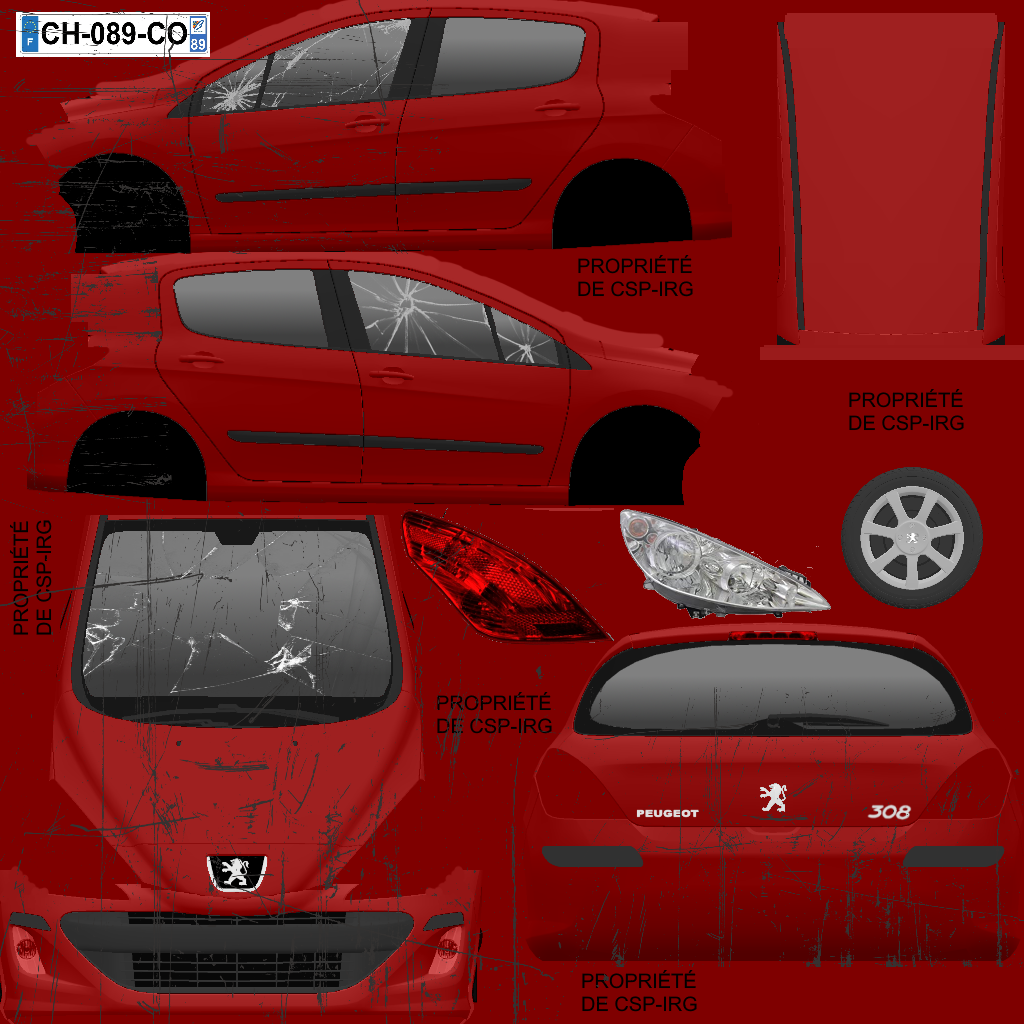 F CH-089-CO 89
PROPRIÉTÉ
DE CSP-IRG
PROPRIÉTÉ
DE CSP-IRG
PROPRIÉTÉ
DE CSP-IRG
PROPRIÉTÉ
DE CSP-IRG
PEUGEOT
308
PROPRIÉTÉ
DE CSP-IRG